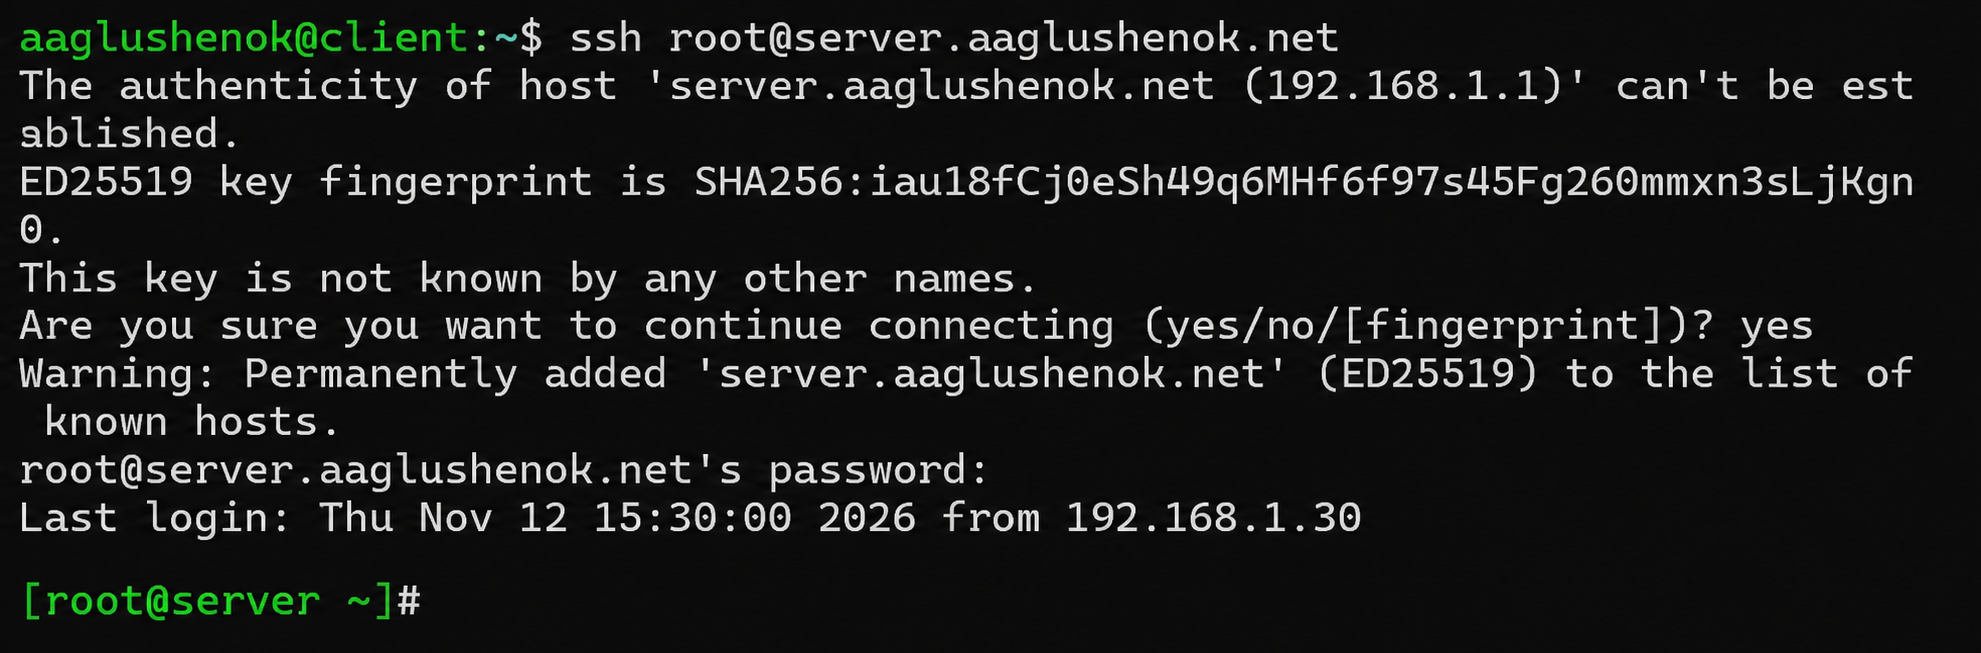 aaglushenok@client:~$ ssh root@server.aaglushenok.net
The authenticity of host 'server.aaglushenok.net (192.168.1.1)' can't be est
ablished.
ED25519 key fingerprint is SHA256:iau18fCj0eSh49q6MHf6f97s45Fg260mmxn3sLjKgn
0.
This key is not known by any other names.
Are you sure you want to continue connecting (yes/no/[fingerprint])? yes
Warning: Permanently added 'server.aaglushenok.net' (ED25519) to the list of
 known hosts.
root@server.aaglushenok.net's password:
Last login: Thu Nov 12 15:30:00 2026 from 192.168.1.30
[root@server ~]#